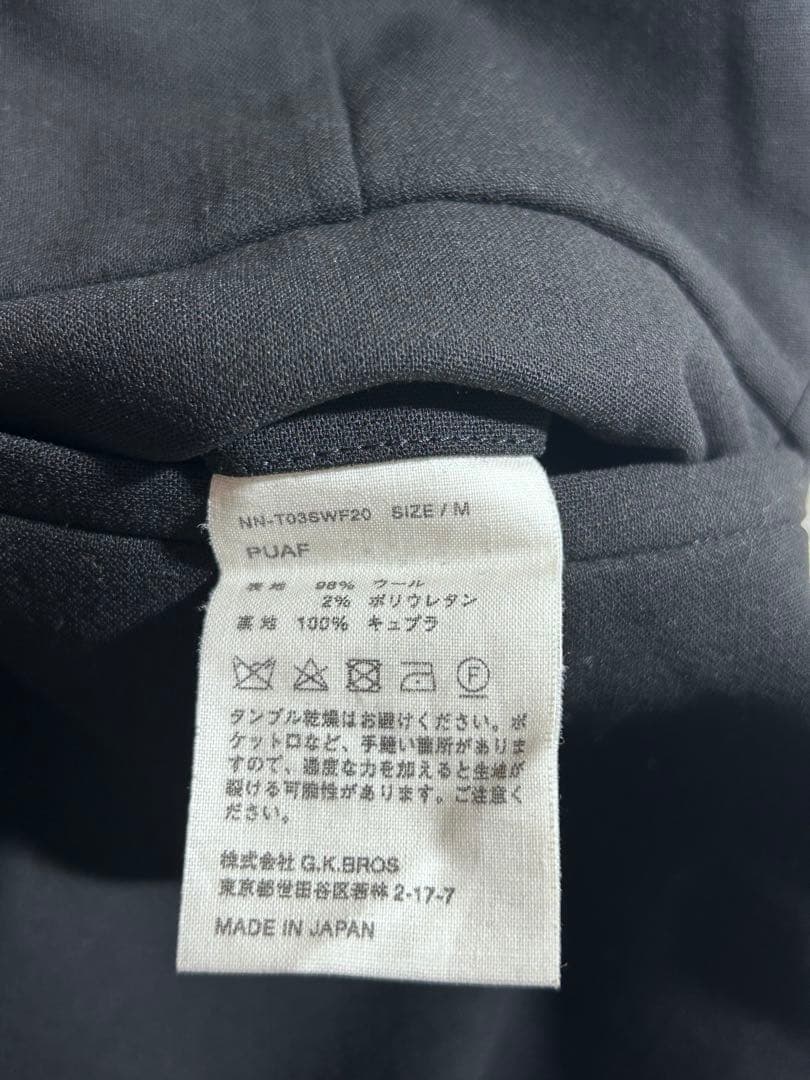 NN-T03SWF20 SIZE / M
PUAF
表地 98% ウール
2% ポリウレタン
裏地 100% キュプラ
F
タンブル乾燥はお避けください。ポ
ケット口など、手縫い箇所がありま
すので、過度な力を加えると生地が
裂ける可能性があります。ご注意く
ださい。
株式会社 G.K.BROS
東京都世田谷区若林2-17-7
MADE IN JAPAN